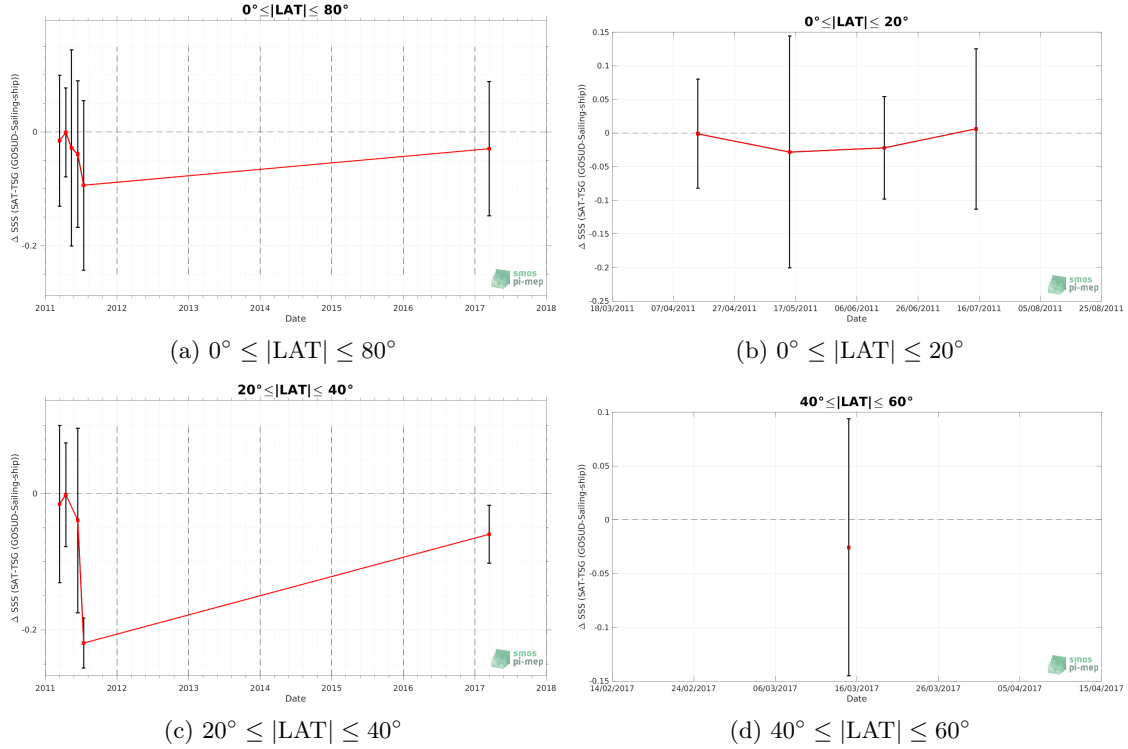 0°≤|LAT|≤ 80°
Δ SSS (SAT-TSG (GOSUD-Sailing-ship))
0
-0.2
2011 2012 2013 2014 2015 2016 2017 2018
Date
smos
pi-mep
(a) 0° ≤ |LAT| ≤ 80°
0°≤|LAT|≤ 20°
Δ SSS (SAT-TSG (GOSUD-Sailing-ship))
0.15
0.1
0.05
0
-0.05
-0.1
-0.15
-0.2
-0.25
18/03/2011 07/04/2011 27/04/2011 17/05/2011 06/06/2011 26/06/2011 16/07/2011 05/08/2011 25/08/2011
Date
smos
pi-mep
(b) 0° ≤ |LAT| ≤ 20°
20°≤|LAT|≤ 40°
Δ SSS (SAT-TSG (GOSUD-Sailing-ship))
0
-0.2
2011 2012 2013 2014 2015 2016 2017 2018
Date
smos
pi-mep
(c) 20° ≤ |LAT| ≤ 40°
40°≤|LAT|≤ 60°
Δ SSS (SAT-TSG (GOSUD-Sailing-ship))
0.1
0.05
0
-0.05
-0.1
-0.15
14/02/2017 24/02/2017 06/03/2017 16/03/2017 26/03/2017 05/04/2017 15/04/2017
Date
smos
pi-mep
(d) 40° ≤ |LAT| ≤ 60°